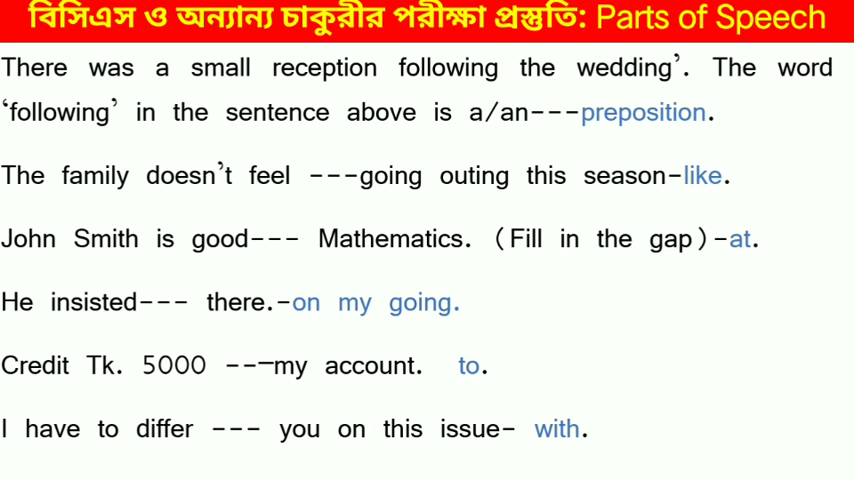 বিসিএস ও অন্যান্য চাকুরীর পরীক্ষা প্রস্তুতি: Parts of Speech
There was a small reception following the wedding’. The word
‘following’ in the sentence above is a/an---preposition.
The family doesn’t feel ---going outing this season-like.
John Smith is good--- Mathematics. (Fill in the gap)-at.
He insisted--- there.-on my going.
Credit Tk. 5000 --–my account. to.
I have to differ --- you on this issue- with.